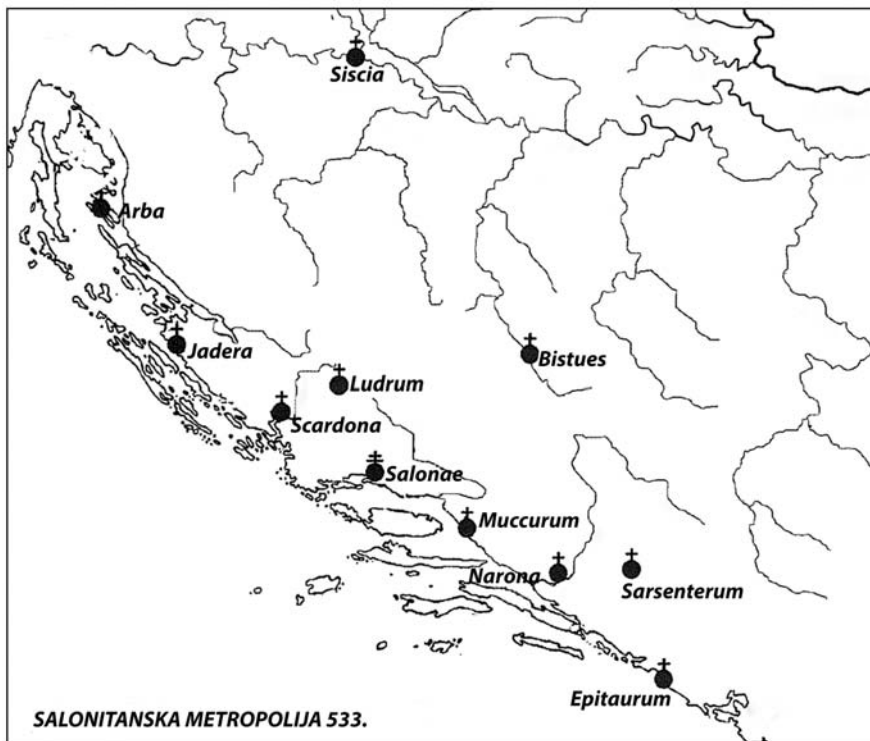 Siscia
Arba
Jadera
Ludrum
Bistues
Scardona
Salonae
Muccurum
Narona
Sarsenterum
Epitaurum
SALONITANSKA METROPOLIJA 533.